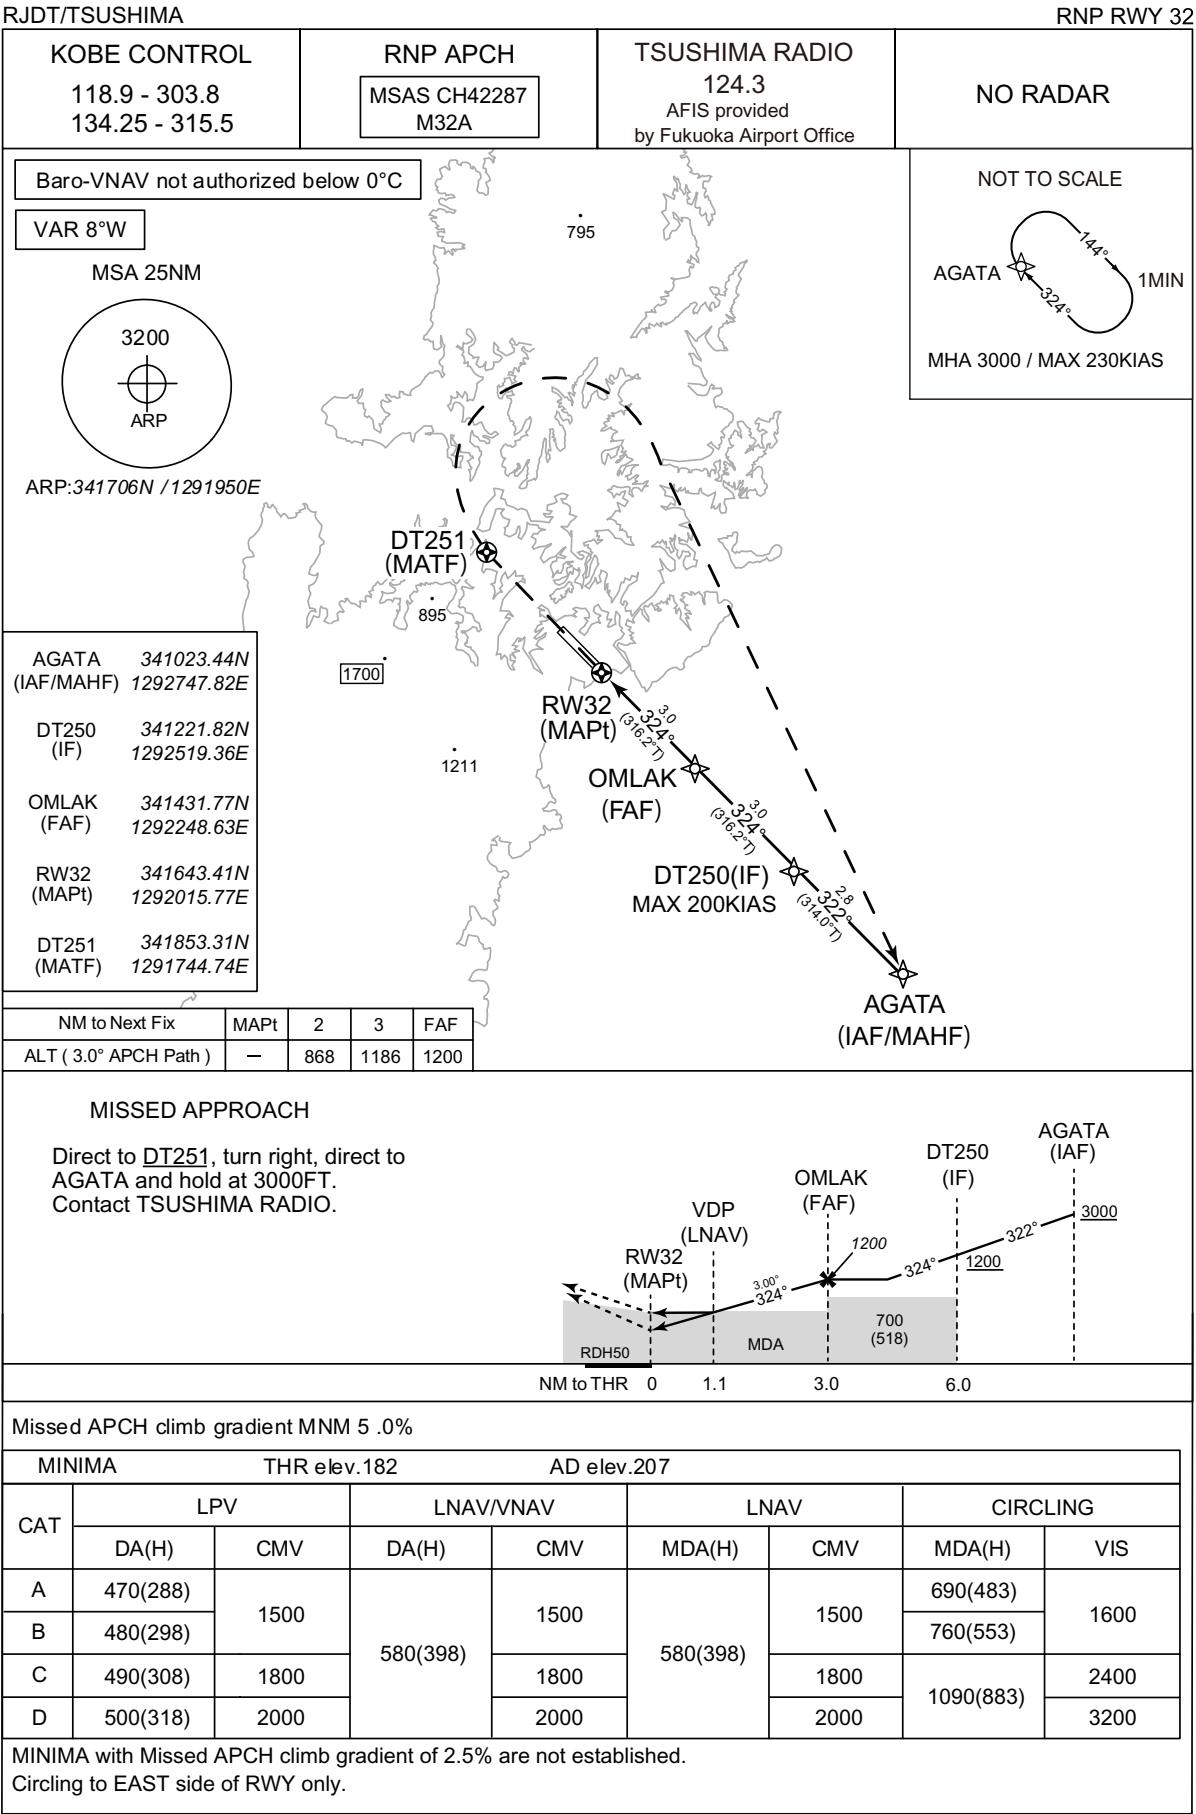 RJDT/TSUSHIMA
RNP RWY 32
KOBE CONTROL
118.9 - 303.8
134.25 - 315.5
RNP APCH
MSAS CH42287
M32A
TSUSHIMA RADIO
124.3
AFIS provided
by Fukuoka Airport Office
NO RADAR
Baro-VNAV not authorized below 0°C
VAR 8°W
MSA 25NM
3200
ARP
ARP:341706N /1291950E
795
NOT TO SCALE
AGATA
144°
324°
1MIN
MHA 3000 / MAX 230KIAS
DT251
(MATF)
895
1700
1211
RW32
(MAPt)
3.0
324°
(316.2°T)
OMLAK
(FAF)
3.0
324°
(316.2°T)
DT250(IF)
MAX 200KIAS
2.8
322°
(314.0°T)
AGATA
(IAF/MAHF)
AGATA 341023.44N
(IAF/MAHF) 1292747.82E
DT250 341221.82N
(IF) 1292519.36E
OMLAK 341431.77N
(FAF) 1292248.63E
RW32 341643.41N
(MAPt) 1292015.77E
DT251 341853.31N
(MATF) 1291744.74E
NM to Next Fix MAPt 2 3 FAF
ALT ( 3.0° APCH Path ) — 868 1186 1200
MISSED APPROACH
Direct to DT251, turn right, direct to
AGATA and hold at 3000FT.
Contact TSUSHIMA RADIO.
AGATA
(IAF)
DT250
(IF)
OMLAK
(FAF)
VDP
(LNAV)
RW32
(MAPt)
3000
322°
1200
324°
1200
3.00°
324°
700
(518)
MDA
RDH50
NM to THR 0 1.1 3.0 6.0
Missed APCH climb gradient MNM 5 .0%
MINIMA THR elev.182 AD elev.207
CAT LPV LNAV/VNAV LNAV CIRCLING
DA(H) CMV DA(H) CMV MDA(H) CMV MDA(H) VIS
A 470(288) 1500 580(398) 1500 580(398) 1500 690(483) 1600
B 480(298) 760(553)
C 490(308) 1800 1800 1800 1090(883) 2400
D 500(318) 2000 2000 2000 3200
MINIMA with Missed APCH climb gradient of 2.5% are not established.
Circling to EAST side of RWY only.